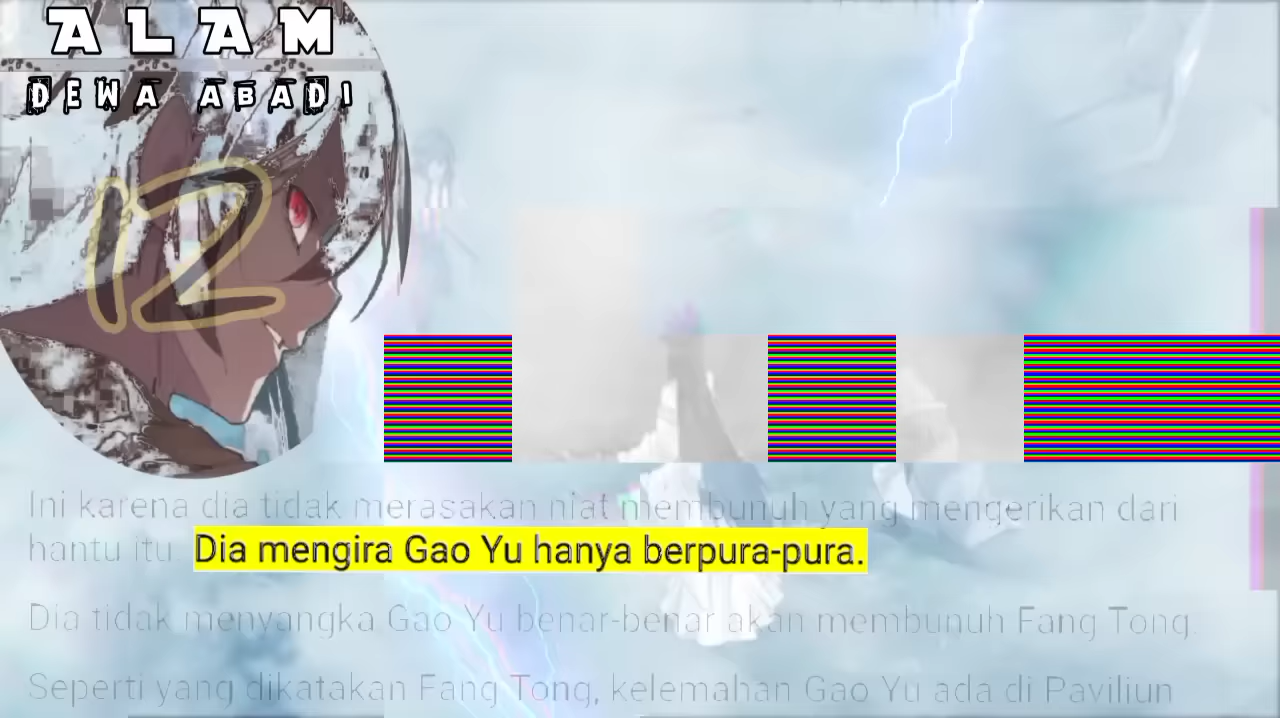 ALAM
DEWA ABADI
12
Ini karena dia tidak merasakan niat membunuh yang mengerikan dari
hantu itu. Dia mengira Gao Yu hanya berpura-pura.
Dia tidak menyangka Gao Yu benar-benar akan membunuh Fang Tong.
Seperti yang dikatakan Fang Tong, kelemahan Gao Yu ada di Paviliun